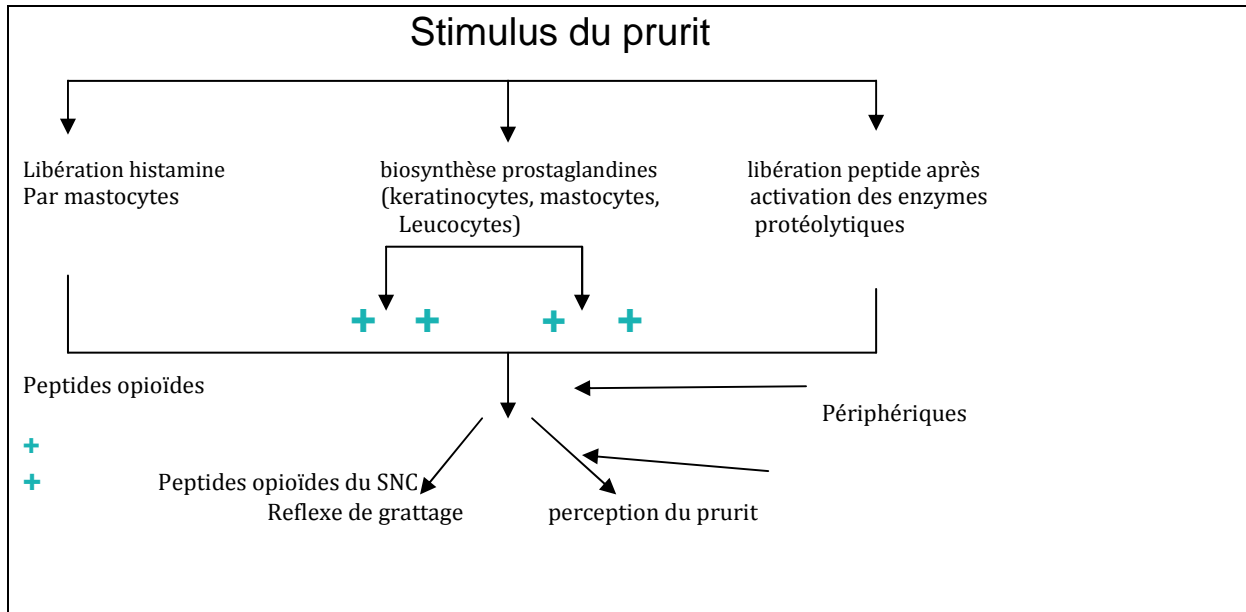 Stimulus du prurit
Libération histamine
Par mastocytes
biosynthèse prostaglandines
(keratinocytes, mastocytes,
Leucocytes)
libération peptide après
activation des enzymes
protéolytiques
+ + + +
Peptides opioïdes
Périphériques
+
+ Peptides opioïdes du SNC
Reflexe de grattage
perception du prurit